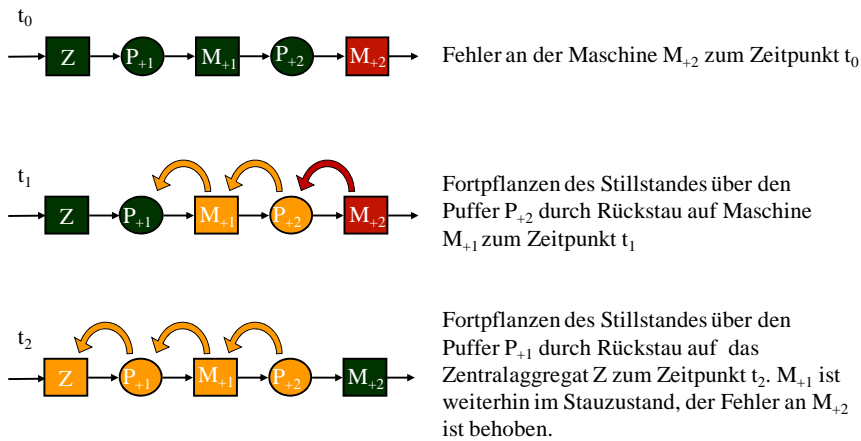 t₀
Z P₊₁ M₊₁ P₊₂ M₊₂
Fehler an der Maschine M₊₂ zum Zeitpunkt t₀
t₁
Z P₊₁ M₊₁ P₊₂ M₊₂
Fortpflanzen des Stillstandes über den
Puffer P₊₂ durch Rückstau auf Maschine
M₊₁ zum Zeitpunkt t₁
t₂
Z P₊₁ M₊₁ P₊₂ M₊₂
Fortpflanzen des Stillstandes über den
Puffer P₊₁ durch Rückstau auf das
Zentralaggregat Z zum Zeitpunkt t₂. M₊₁ ist
weiterhin im Stauzustand, der Fehler an M₊₂
ist behoben.